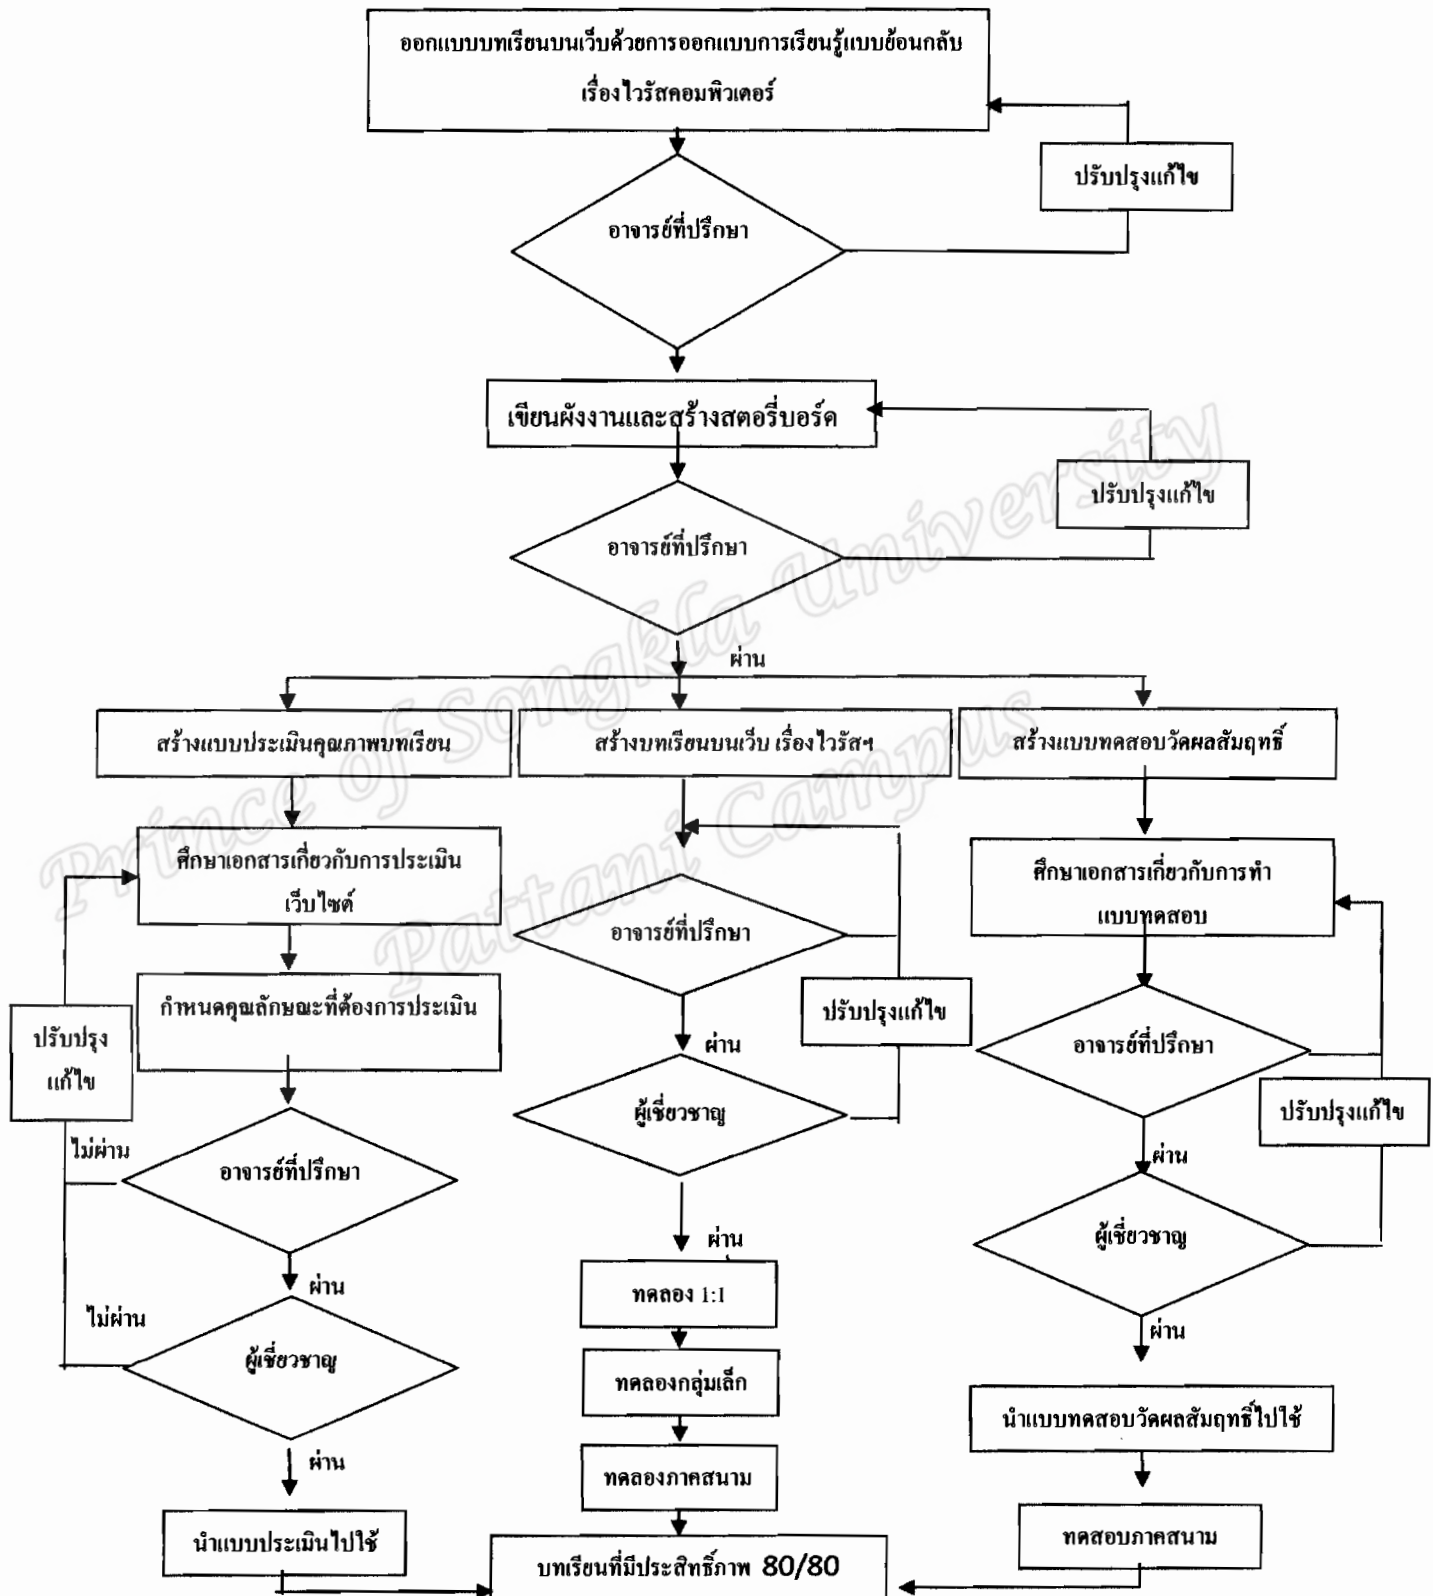 ออกแบบบทเรียนบนเว็บด้วยการออกแบบการเรียนรู้แบบย้อนกลับ
เรื่องไวรัสคอมพิวเตอร์
ปรับปรุงแก้ไข
อาจารย์ที่ปรึกษา
เขียนผังงานและสร้างสตอรี่บอร์ด
ปรับปรุงแก้ไข
อาจารย์ที่ปรึกษา
ผ่าน
สร้างแบบประเมินคุณภาพบทเรียน
ศึกษาเอกสารเกี่ยวกับการประเมิน
เว็บไซต์
กำหนดคุณลักษณะที่ต้องการประเมิน
ปรับปรุง
แก้ไข
ไม่ผ่าน
อาจารย์ที่ปรึกษา
ผ่าน
ไม่ผ่าน
ผู้เชี่ยวชาญ
ผ่าน
นำแบบประเมินไปใช้
สร้างบทเรียนบนเว็บ เรื่องไวรัสฯ
อาจารย์ที่ปรึกษา
ปรับปรุงแก้ไข
ผ่าน
ผู้เชี่ยวชาญ
ผ่าน
ทดลอง 1:1
ทดลองกลุ่มเล็ก
ทดลองภาคสนาม
บทเรียนที่มีประสิทธิ์ภาพ 80/80
สร้างแบบทดสอบวัดผลสัมฤทธิ์
ศึกษาเอกสารเกี่ยวกับการทำ
แบบทดสอบ
อาจารย์ที่ปรึกษา
ปรับปรุงแก้ไข
ผ่าน
ผู้เชี่ยวชาญ
ผ่าน
นำแบบทดสอบวัดผลสัมฤทธิ์ไปใช้
ทดสอบภาคสนาม
Prince of Songkla University
Pattani Campus